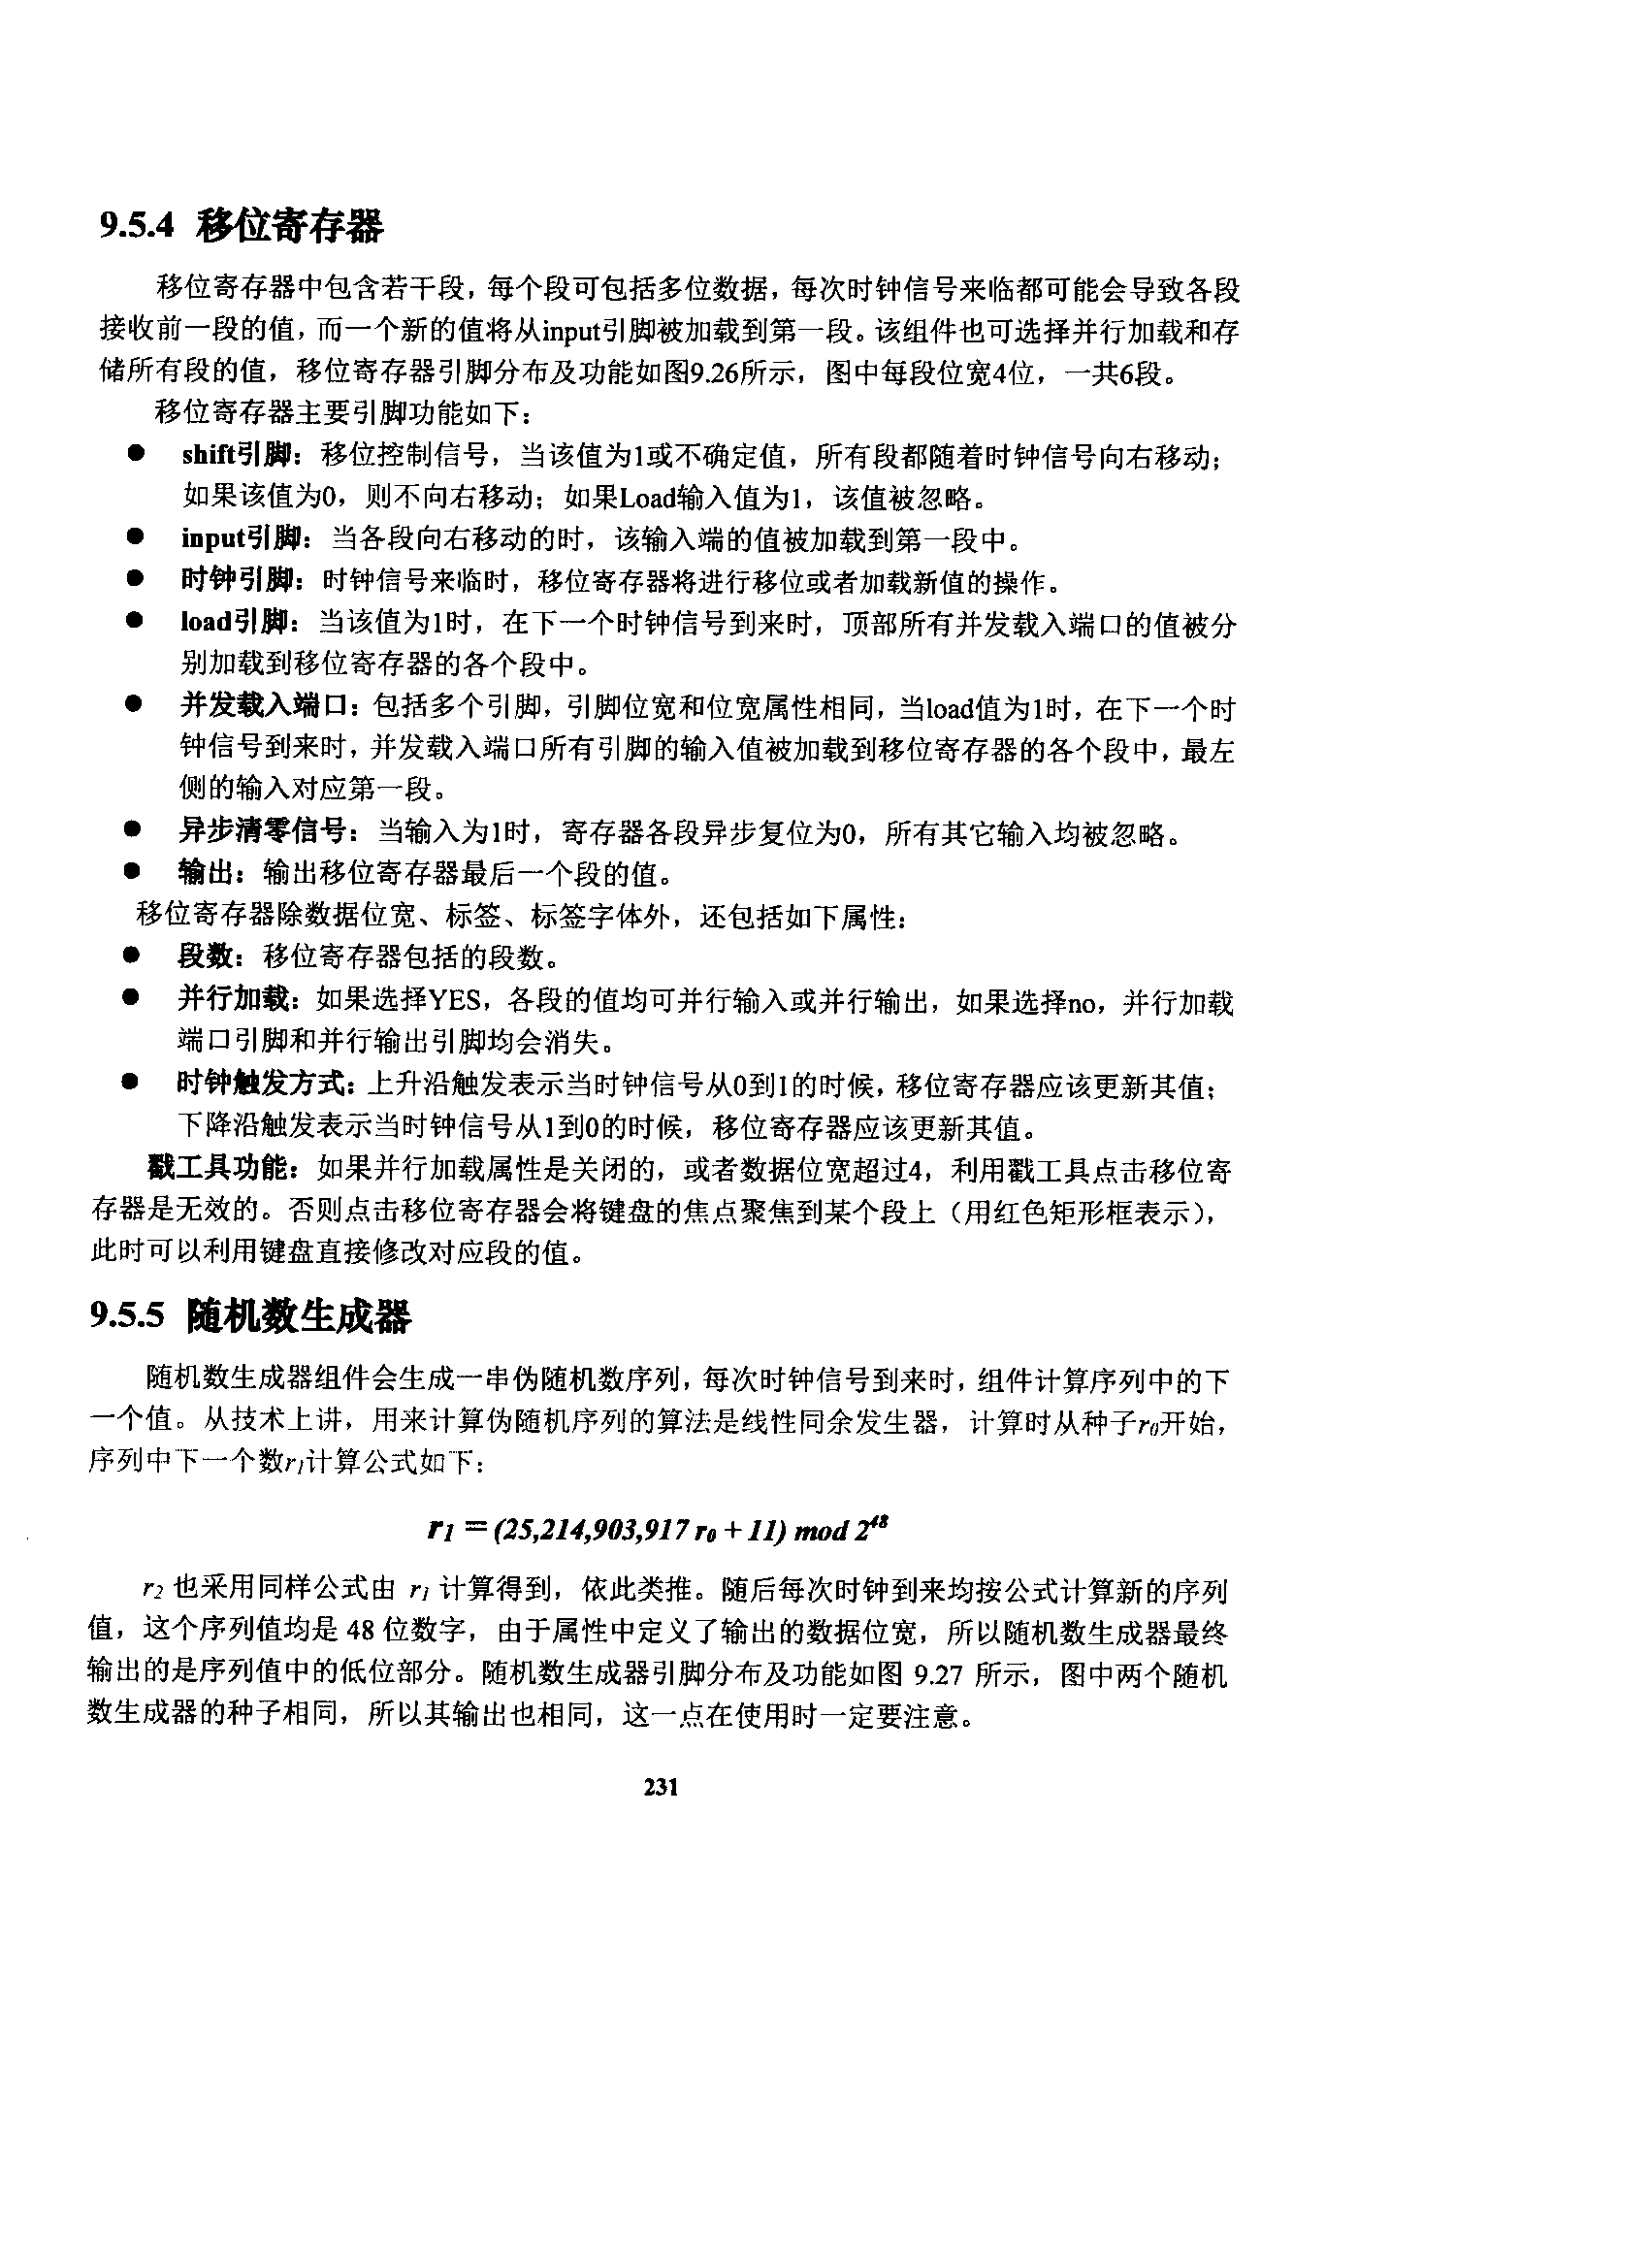 9.5.4 移位寄存器
移位寄存器中包含若干段，每个段可包括多位数据，每次时钟信号来临都可能会导致各段
接收前一段的值，而一个新的值将从input引脚被加载到第一段。该组件也可选择并行加载和存
储所有段的值，移位寄存器引脚分布及功能如图9.26所示，图中每段位宽4位，一共6段。
移位寄存器主要引脚功能如下：
● shift引脚：移位控制信号，当该值为1或不确定值，所有段都随着时钟信号向右移动；
如果该值为0，则不向右移动；如果Load输入值为1，该值被忽略。
● input引脚：当各段向右移动的时，该输入端的值被加载到第一段中。
● 时钟引脚：时钟信号来临时，移位寄存器将进行移位或者加载新值的操作。
● load引脚：当该值为1时，在下一个时钟信号到来时，顶部所有并发载入端口的值被分
别加载到移位寄存器的各个段中。
● 并发载入端口：包括多个引脚，引脚位宽和位宽属性相同，当load值为1时，在下一个时
钟信号到来时，并发载入端口所有引脚的输入值被加载到移位寄存器的各个段中，最左
侧的输入对应第一段。
● 异步清零信号：当输入为1时，寄存器各段异步复位为0，所有其它输入均被忽略。
● 输出：输出移位寄存器最后一个段的值。
移位寄存器除数据位宽、标签、标签字体外，还包括如下属性：
● 段数：移位寄存器包括的段数。
● 并行加载：如果选择YES，各段的值均可并行输入或并行输出，如果选择no，并行加载
端口引脚和并行输出引脚均会消失。
● 时钟触发方式：上升沿触发表示当时钟信号从0到1的时候，移位寄存器应该更新其值；
下降沿触发表示当时钟信号从1到0的时候，移位寄存器应该更新其值。
戳工具功能：如果并行加载属性是关闭的，或者数据位宽超过4，利用戳工具点击移位寄
存器是无效的。否则点击移位寄存器会将键盘的焦点聚焦到某个段上（用红色矩形框表示），
此时可以利用键盘直接修改对应段的值。
9.5.5 随机数生成器
随机数生成器组件会生成一串伪随机数序列，每次时钟信号到来时，组件计算序列中的下
一个值。从技术上讲，用来计算伪随机序列的算法是线性同余发生器，计算时从种子r₀开始，
序列中下一个数r₁计算公式如下：
r₁ = (25,214,903,917 r₀ + 11) mod 2⁴⁸
r₂ 也采用同样公式由 r₁ 计算得到，依此类推。随后每次时钟到来均按公式计算新的序列
值，这个序列值均是 48 位数字，由于属性中定义了输出的数据位宽，所以随机数生成器最终
输出的是序列值中的低位部分。随机数生成器引脚分布及功能如图 9.27 所示，图中两个随机
数生成器的种子相同，所以其输出也相同，这一点在使用时一定要注意。
231